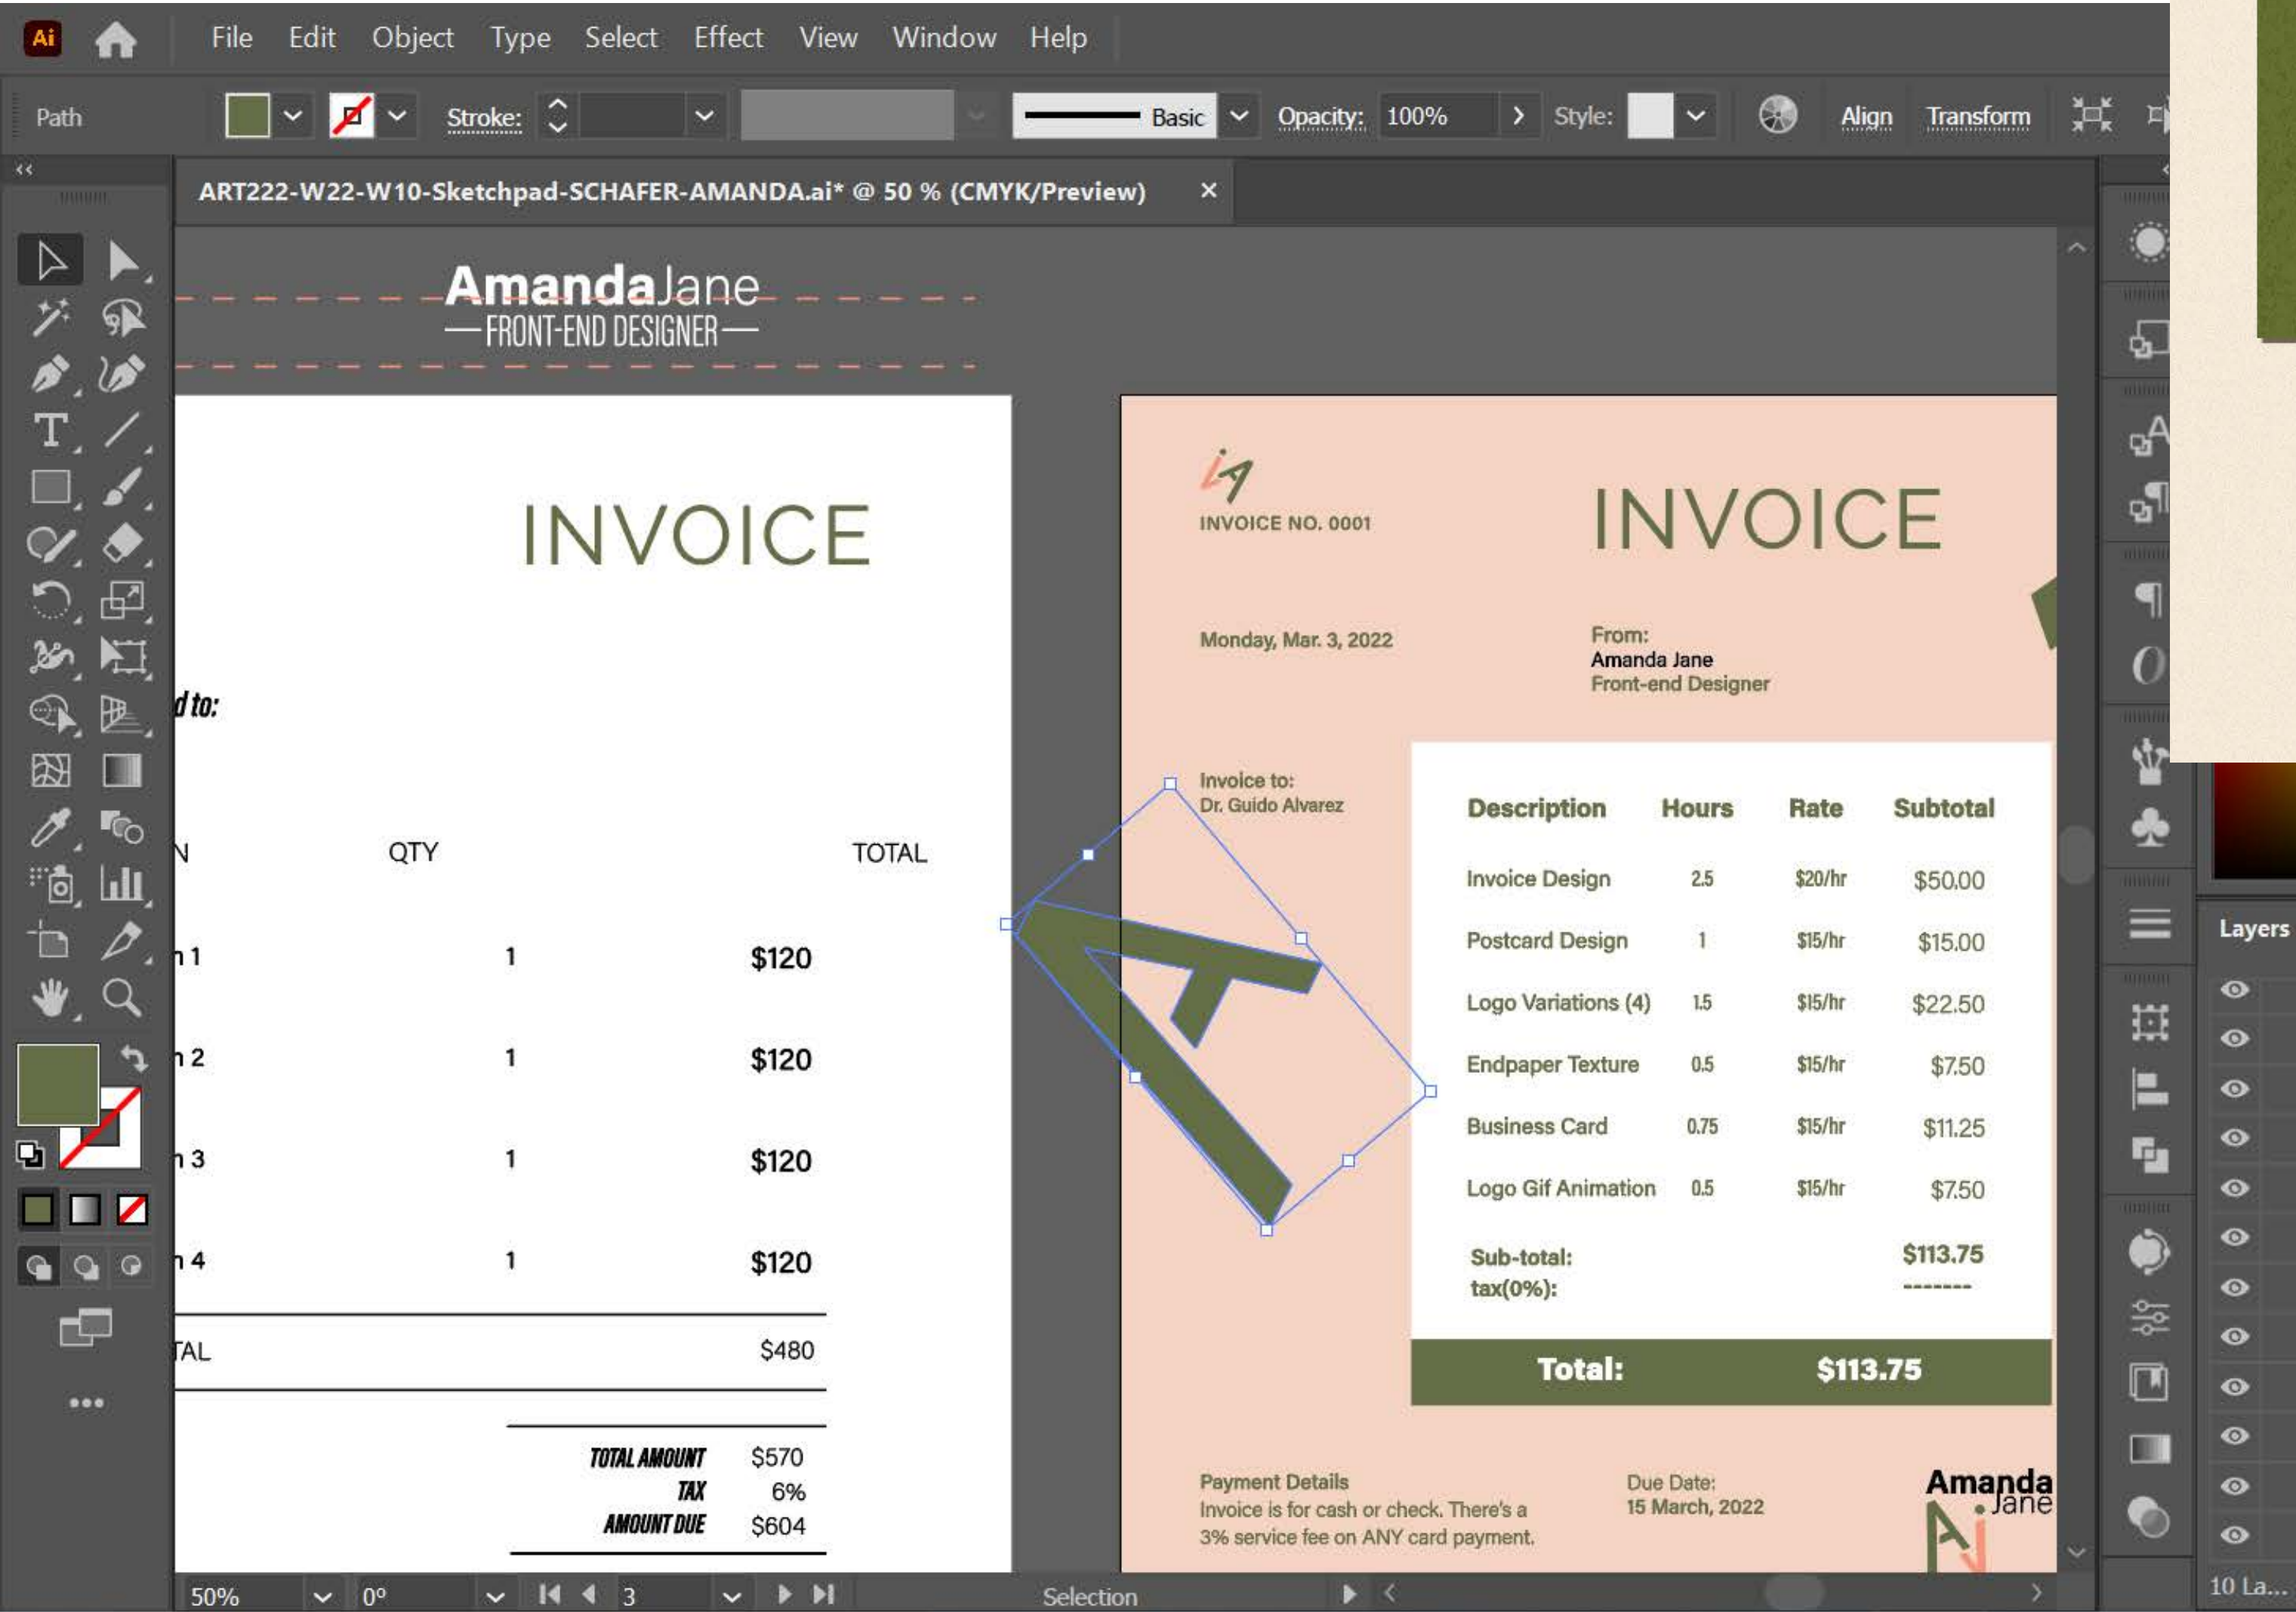 Ai File Edit Object Type Select Effect View Window Help
Path Stroke: Basic Opacity: 100% Style: Align Transform
ART222-W22-W10-Sketchpad-SCHAFER-AMANDA.ai* @ 50 % (CMYK/Preview) ×
AmandaJane
FRONT-END DESIGNER
INVOICE
d to:
N QTY TOTAL
n 1 1 $120
n 2 1 $120
n 3 1 $120
n 4 1 $120
TAL $480
TOTAL AMOUNT $570
TAX 6%
AMOUNT DUE $604
INVOICE NO. 0001
INVOICE
Monday, Mar. 3, 2022
From:
Amanda Jane
Front-end Designer
Invoice to:
Dr. Guido Alvarez
Description Hours Rate Subtotal
Invoice Design 2.5 $20/hr $50.00
Postcard Design 1 $15/hr $15.00
Logo Variations (4) 1.5 $15/hr $22.50
Endpaper Texture 0.5 $15/hr $7.50
Business Card 0.75 $15/hr $11.25
Logo Gif Animation 0.5 $15/hr $7.50
Sub-total: $113.75
tax(0%): -------
Total: $113.75
Payment Details
Invoice is for cash or check. There's a
3% service fee on ANY card payment.
Due Date:
15 March, 2022
Amanda
Jane
A
Layers
10 La...
50% 0° 3 Selection